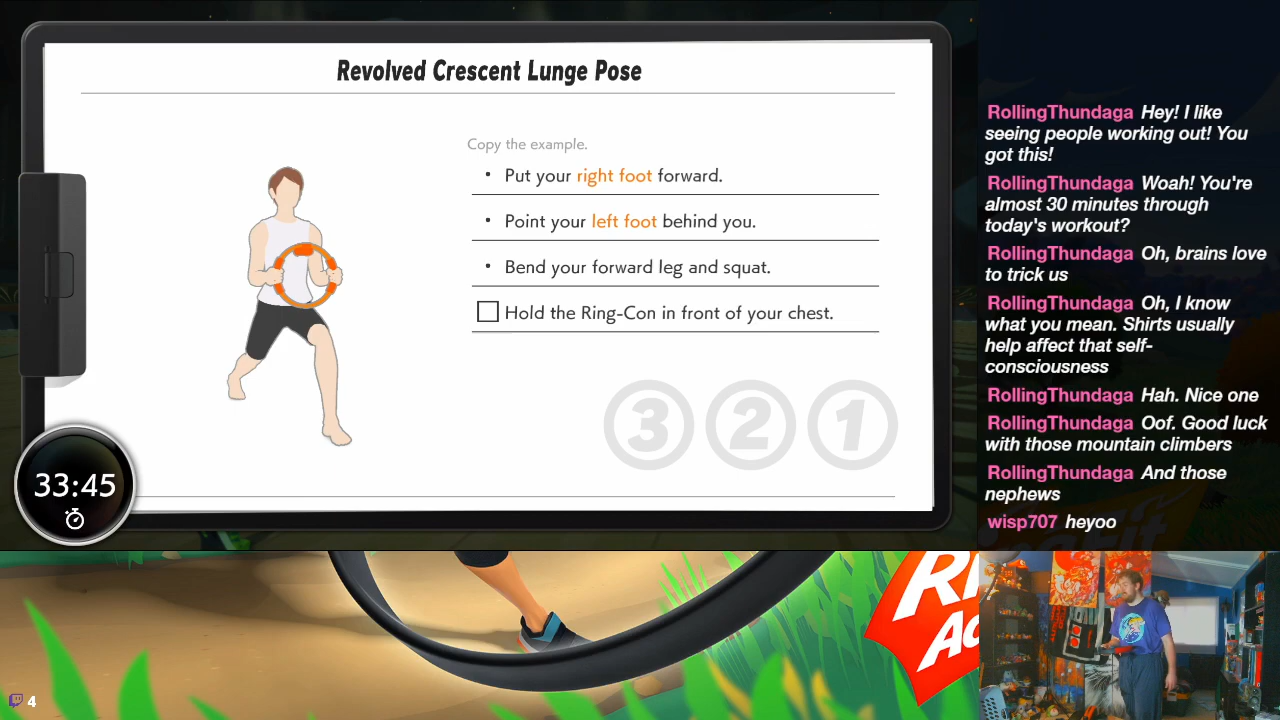 Revolved Crescent Lunge Pose
Copy the example.
• Put your right foot forward.
• Point your left foot behind you.
• Bend your forward leg and squat.
Hold the Ring-Con in front of your chest.
3 2 1
33:45
RollingThundaga Hey! I like
seeing people working out! You
got this!
RollingThundaga Woah! You're
almost 30 minutes through
today's workout?
RollingThundaga Oh, brains love
to trick us
RollingThundaga Oh, I know
what you mean. Shirts usually
help affect that self-
consciousness
RollingThundaga Hah. Nice one
RollingThundaga Oof. Good luck
with those mountain climbers
RollingThundaga And those
nephews
wisp707 heyoo
4